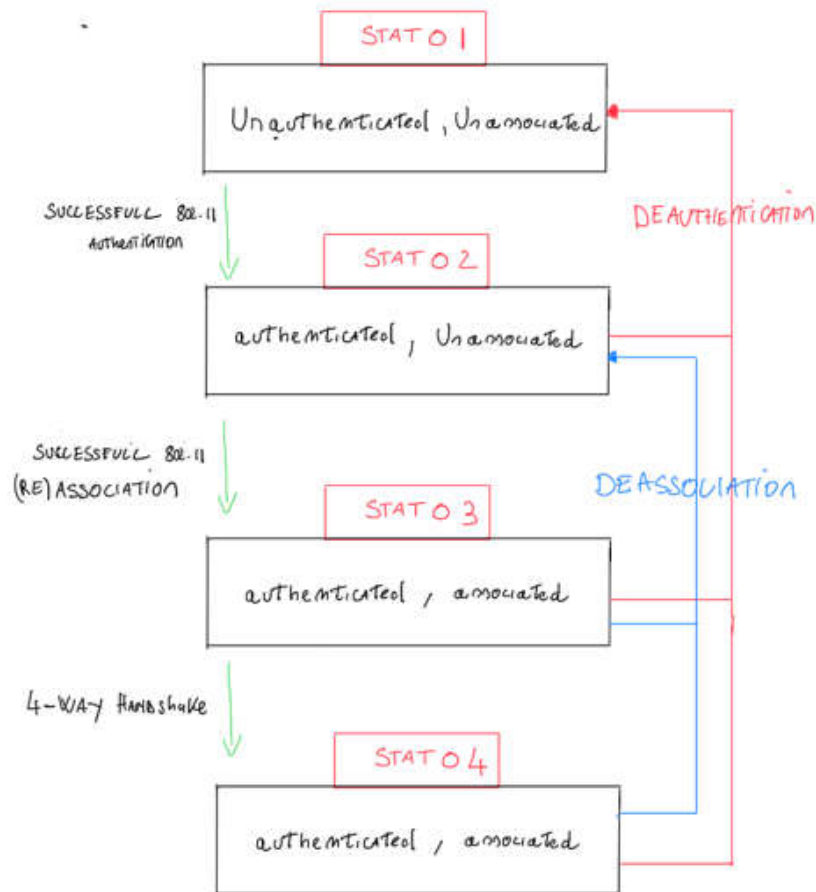 STATO 1
Unauthenticated, Unassociated
SUCCESSFULL 802.11
AUTHENTICATION
DEAUTHENTICATION
STATO 2
authenticated, Unassociated
SUCCESSFULL 802.11
(RE)ASSOCIATION
DEASSOCIATION
STATO 3
authenticated, associated
4-WAY HANDShake
STATO 4
authenticated, associated